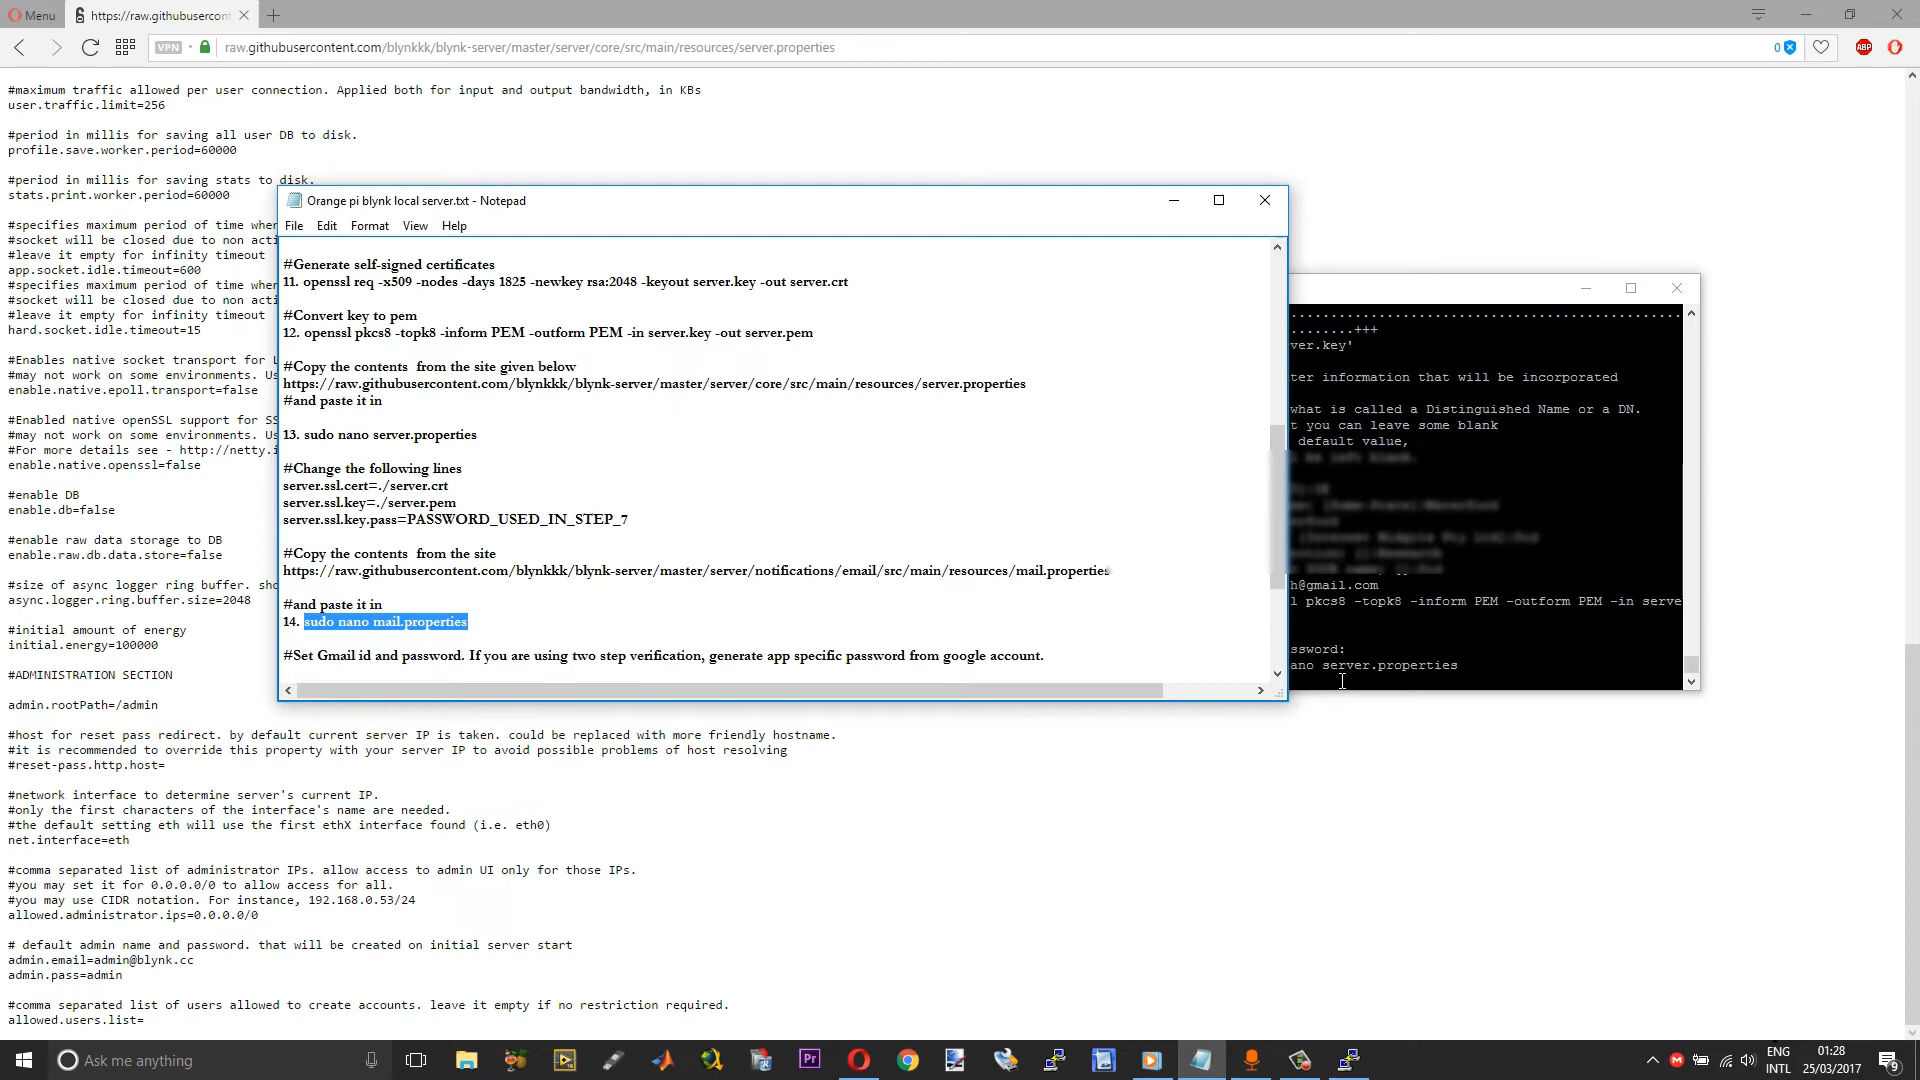 Menu
https://raw.githubusercont
VPN
raw.githubusercontent.com/blynkkk/blynk-server/master/server/core/src/main/resources/server.properties
0
ABP
#maximum traffic allowed per user connection. Applied both for input and output bandwidth, in KBs
user.traffic.limit=256
#period in millis for saving all user DB to disk.
profile.save.worker.period=60000
#period in millis for saving stats to disk.
stats.print.worker.period=60000
#specifies maximum period of time when
#socket will be closed due to non acti
#leave it empty for infinity timeout
app.socket.idle.timeout=600
#specifies maximum period of time when
#socket will be closed due to non acti
#leave it empty for infinity timeout
hard.socket.idle.timeout=15
#Enables native socket transport for L
#may not work on some environments. Us
enable.native.epoll.transport=false
#Enabled native openSSL support for SS
#may not work on some environments. Us
#For more details see - http://netty.i
enable.native.openssl=false
#enable DB
enable.db=false
#enable raw data storage to DB
enable.raw.db.data.store=false
#size of async logger ring buffer. sho
async.logger.ring.buffer.size=2048
#initial amount of energy
initial.energy=100000
#ADMINISTRATION SECTION
admin.rootPath=/admin
#host for reset pass redirect. by default current server IP is taken. could be replaced with more friendly hostname.
#it is recommended to override this property with your server IP to avoid possible problems of host resolving
#reset-pass.http.host=
#network interface to determine server's current IP.
#only the first characters of the interface's name are needed.
#the default setting eth will use the first ethX interface found (i.e. eth0)
net.interface=eth
#comma separated list of administrator IPs. allow access to admin UI only for those IPs.
#you may set it for 0.0.0.0/0 to allow access for all.
#you may use CIDR notation. For instance, 192.168.0.53/24
allowed.administrator.ips=0.0.0.0/0
# default admin name and password. that will be created on initial server start
admin.email=admin@blynk.cc
admin.pass=admin
#comma separated list of users allowed to create accounts. leave it empty if no restriction required.
allowed.users.list=
Orange pi blynk local server.txt - Notepad
File Edit Format View Help
#Generate self-signed certificates
11. openssl req -x509 -nodes -days 1825 -newkey rsa:2048 -keyout server.key -out server.crt
#Convert key to pem
12. openssl pkcs8 -topk8 -inform PEM -outform PEM -in server.key -out server.pem
#Copy the contents from the site given below
https://raw.githubusercontent.com/blynkkk/blynk-server/master/server/core/src/main/resources/server.properties
#and paste it in
13. sudo nano server.properties
#Change the following lines
server.ssl.cert=./server.crt
server.ssl.key=./server.pem
server.ssl.key.pass=PASSWORD_USED_IN_STEP_7
#Copy the contents from the site
https://raw.githubusercontent.com/blynkkk/blynk-server/master/server/notifications/email/src/main/resources/mail.properties
#and paste it in
14. sudo nano mail.properties
#Set Gmail id and password. If you are using two step verification, generate app specific password from google account.
........+++
ver.key'
ter information that will be incorporated
what is called a Distinguished Name or a DN.
t you can leave some blank
default value,
h@gmail.com
l pkcs8 -topk8 -inform PEM -outform PEM -in serve
ssword:
ano server.properties
Ask me anything
Pr
ENG
INTL
01:28
25/03/2017
9